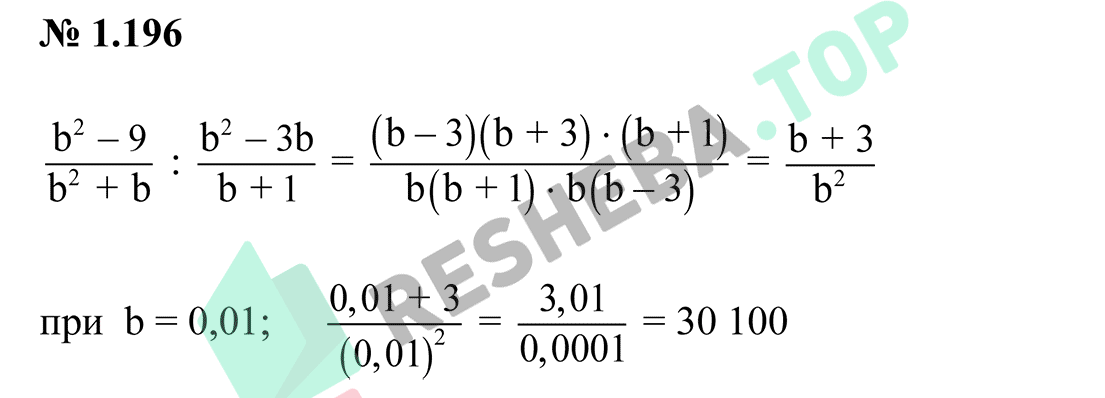 № 1.196
b² – 9 / b² + b : b² – 3b / b + 1 = (b – 3)(b + 3) · (b + 1) / b(b + 1) · b(b – 3) = b + 3 / b²
при b = 0,01; 0,01 + 3 / (0,01)² = 3,01 / 0,0001 = 30 100
RESHEBA.TOP